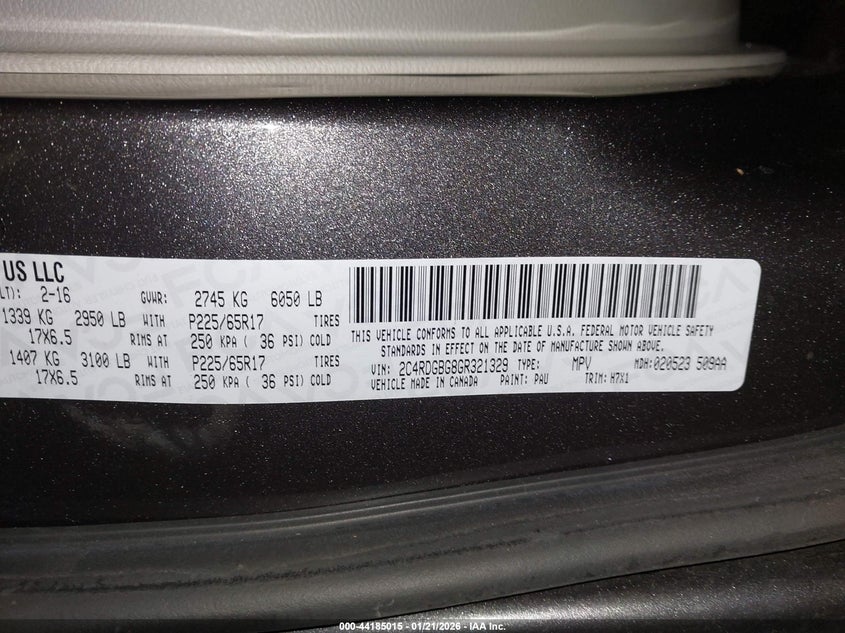 US LLC
LT): 2-16 GVWR: 2745 KG 6050 LB
1339 KG 2950 LB WITH P225/65R17 TIRES
17X6.5 RIMS AT 250 KPA ( 36 PSI) COLD
1407 KG 3100 LB WITH P225/65R17 TIRES
17X6.5 RIMS AT 250 KPA ( 36 PSI) COLD
THIS VEHICLE CONFORMS TO ALL APPLICABLE U.S.A. FEDERAL MOTOR VEHICLE SAFETY
STANDARDS IN EFFECT ON THE DATE OF MANUFACTURE SHOWN ABOVE.
VIN: 2C4RDGBG8GR321329 TYPE: MPV MDH:020523 509AA
VEHICLE MADE IN CANADA PAINT: PAU TRIM: H7X1
000-44185015 - 01/21/2026 - IAA Inc.